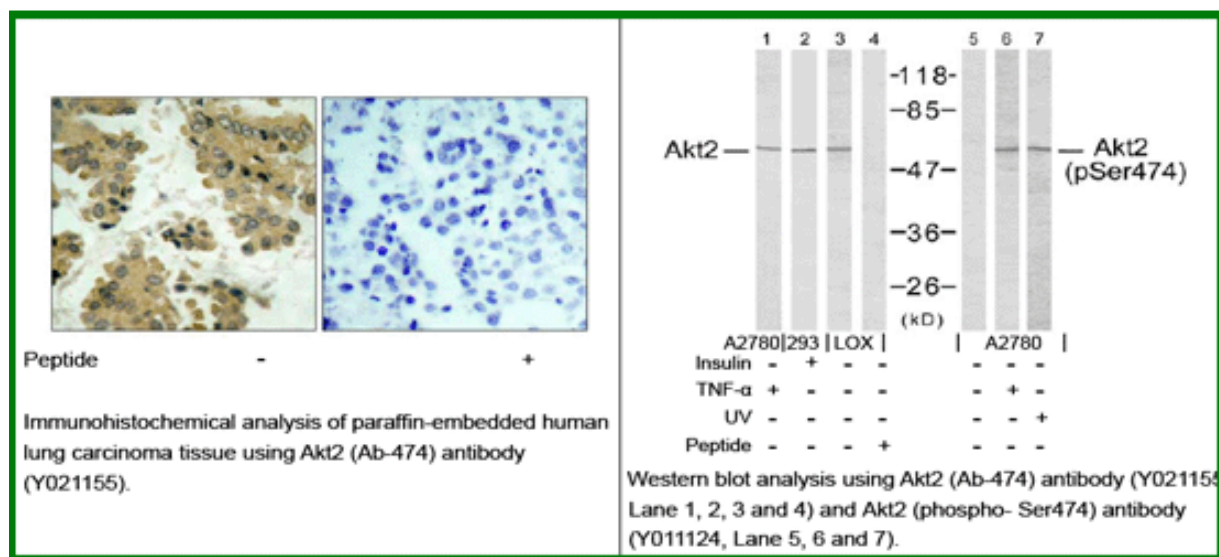 Peptide - +
Immunohistochemical analysis of paraffin-embedded human
lung carcinoma tissue using Akt2 (Ab-474) antibody
(Y021155).
1 2 3 4 5 6 7
-118-
-85-
Akt2
Akt2
(pSer474)
-47-
-36-
-26-
(kD)
A2780|293|LOX | | A2780 |
Insulin - + - - - - -
TNF-α + - - - - + -
UV - - - - - - +
Peptide - - - + - - -
Western blot analysis using Akt2 (Ab-474) antibody (Y021155
Lane 1, 2, 3 and 4) and Akt2 (phospho- Ser474) antibody
(Y011124, Lane 5, 6 and 7).